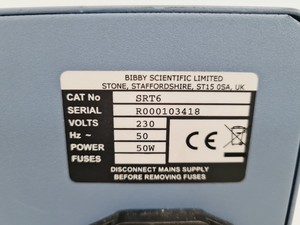 BIBBY SCIENTIFIC LIMITED
STONE, STAFFORDSHIRE, ST15 0SA, UK
CAT No SRT6
SERIAL R000103418
VOLTS 230
Hz ~ 50
POWER 50W
FUSES
CE
DISCONNECT MAINS SUPPLY
BEFORE REMOVING FUSES